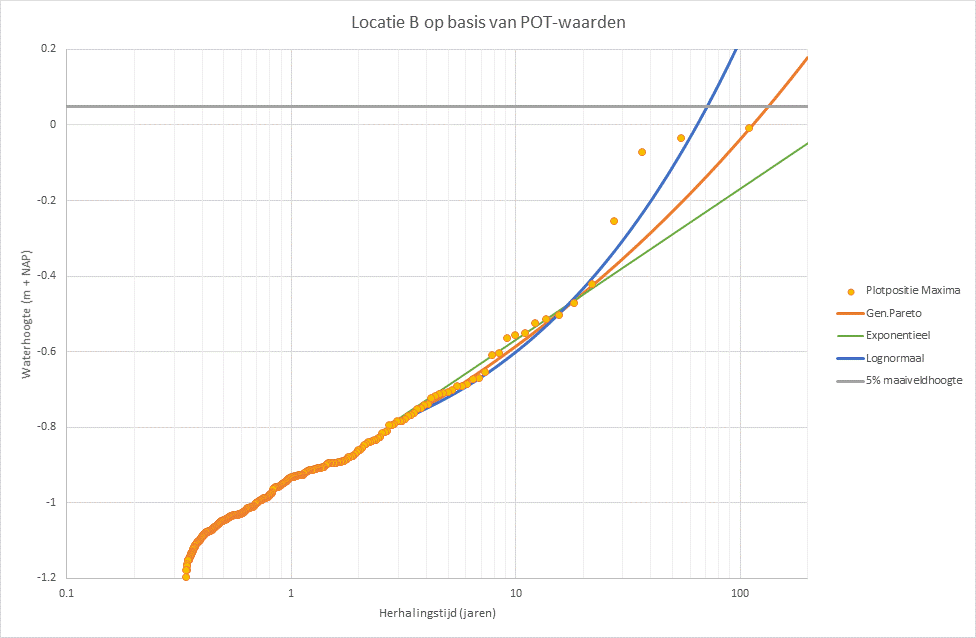 Locatie B op basis van POT-waarden
0.2
0
-0.2
-0.4
-0.6
-0.8
-1
-1.2
Waterhoogte (m + NAP)
0.1
1
10
100
Herhalingstijd (jaren)
Plotpositie Maxima
Gen.Pareto
Exponentieel
Lognormaal
5% maaiveldhoogte